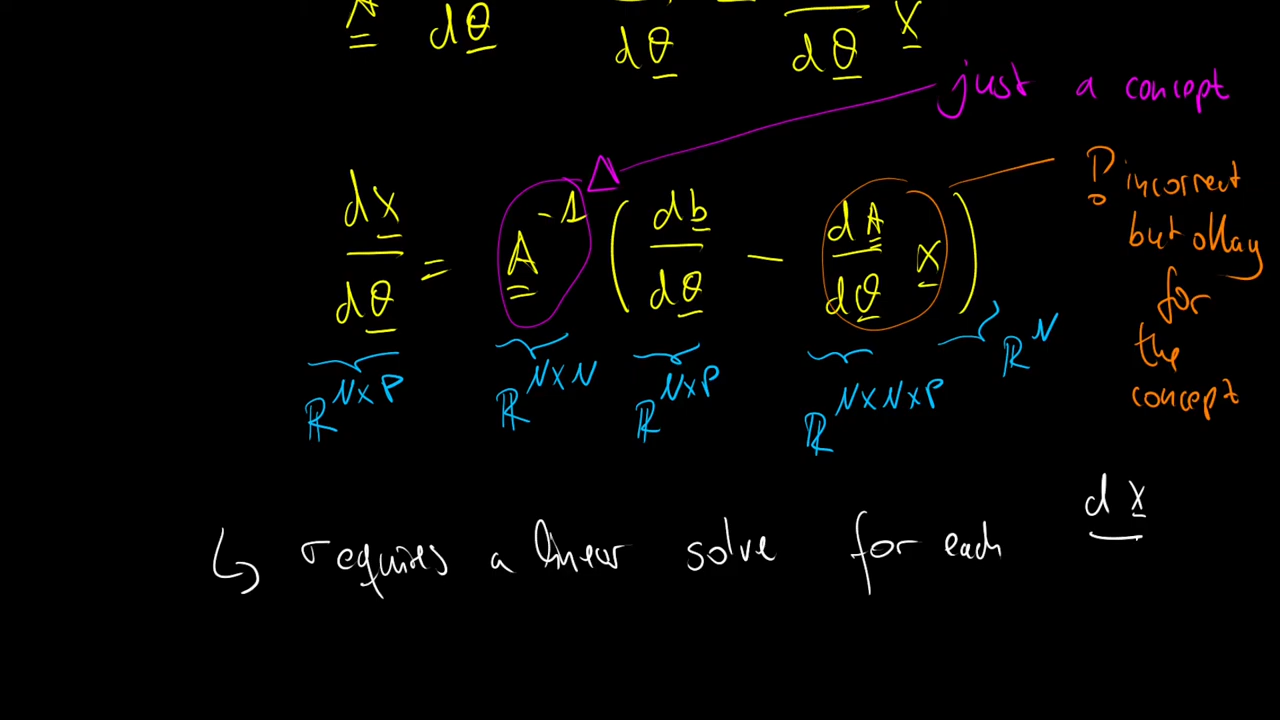 A dθ dθ dθ x
just a concept
dx/dθ = A⁻¹ ( db/dθ − dA/dθ x )
! incorrect
but okay
for
the
concept
ℝ^N×P ℝ^N×N ℝ^N×P ℝ^N×N×P ℝ^N
↳ requires a linear solve for each dx